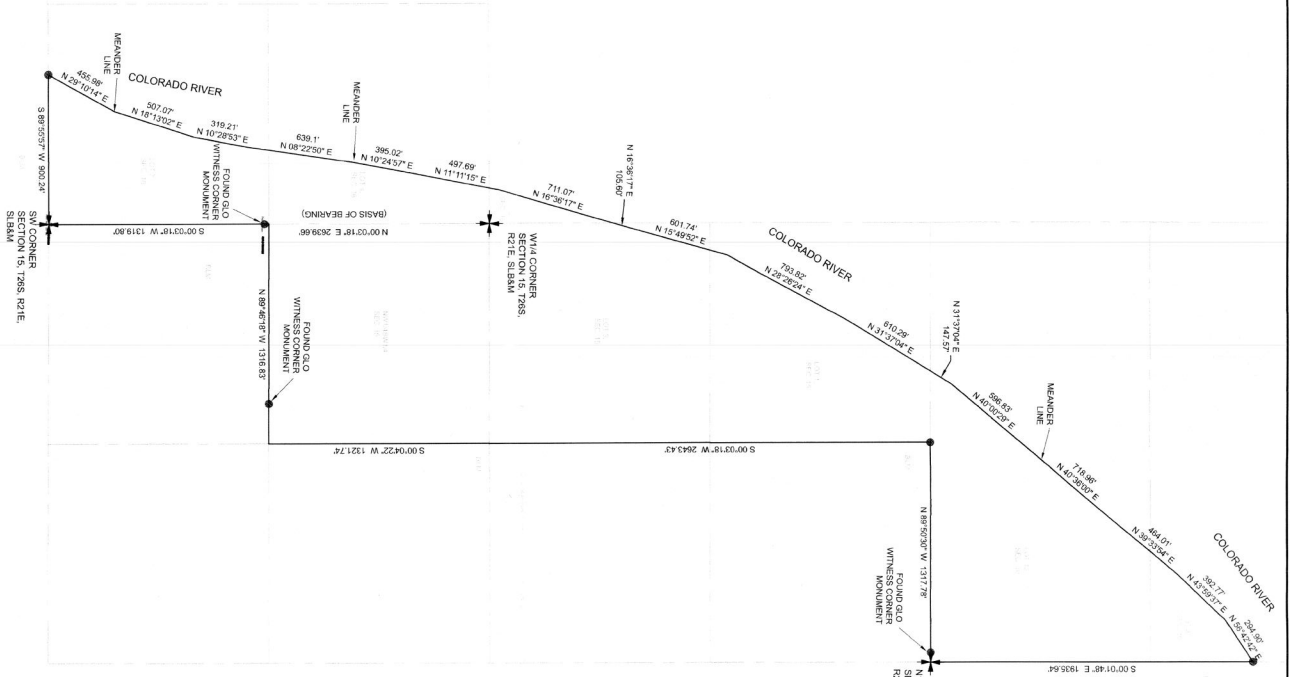 455.98'
N 29°10'14" E
MEANDER
LINE
COLORADO RIVER
507.07'
N 18°13'02" E
319.21'
N 10°28'53" E
639.1'
N 08°22'50" E
MEANDER
LINE
395.02'
N 10°24'57" E
497.69'
N 11°11'15" E
711.07'
N 16°36'17" E
N 16°36'17" E
105.60'
601.74'
N 15°49'52" E
COLORADO RIVER
793.82'
N 28°26'24" E
610.29'
N 31°37'04" E
N 31°37'04" E
147.57'
596.83'
N 40°00'29" E
MEANDER
LINE
718.96'
N 40°36'00" E
464.01'
N 39°33'54" E
COLORADO RIVER
392.77'
N 43°59'37" E
294.90'
N 56°42'42" E
S 89°55'57" W 900.24'
SW CORNER
SECTION 15, T26S, R21E,
SLB&M
S 00°03'18" W 1319.80'
FOUND GLO
WITNESS CORNER
MONUMENT
N 00°03'18" E 2639.66'
(BASIS OF BEARING)
W1/4 CORNER
SECTION 15, T26S,
R21E, SLB&M
N 89°46'18" W 1316.83'
FOUND GLO
WITNESS CORNER
MONUMENT
S 00°04'22" W 1321.74'
S 00°03'18" W 2643.43'
N 89°50'30" W 1317.78'
FOUND GLO
WITNESS CORNER
MONUMENT
S 00°01'48" E 1935.64'